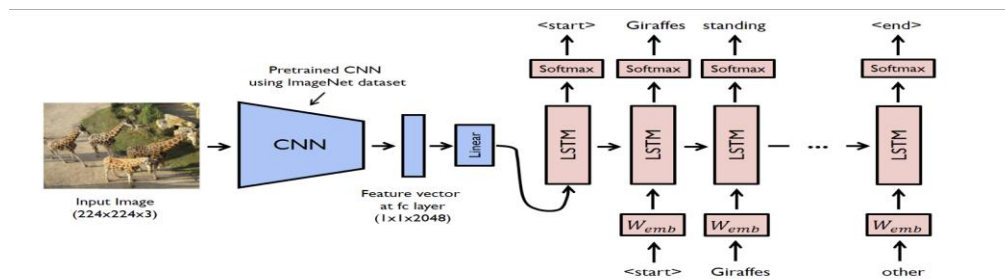 <start> Giraffes standing <end>
Softmax Softmax Softmax Softmax
Pretrained CNN
using ImageNet dataset
CNN
Linear
LSTM LSTM LSTM ... LSTM
Input Image
(224x224x3)
Feature vector
at fc layer
(1x1x2048)
W_emb W_emb W_emb
<start> Giraffes other